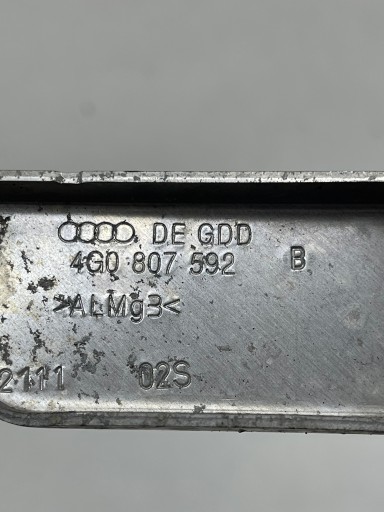 DE GDD
4G0 807 592 B
>ALMg3<
2111 02S